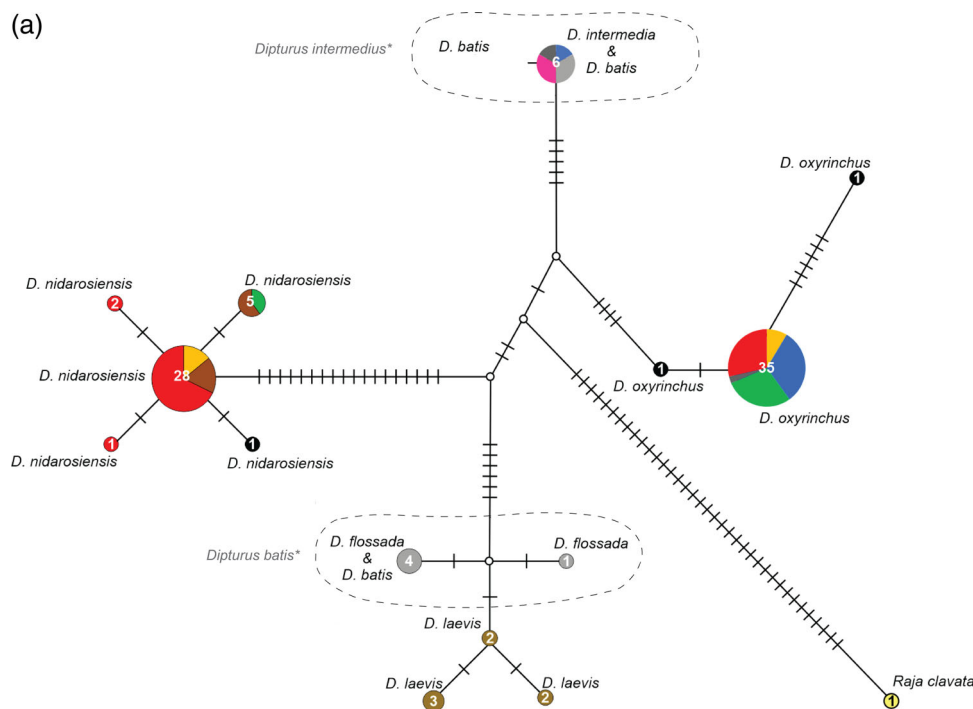 (a)
Dipturus intermedius*
D. batis
D. intermedia
&
D. batis
6
D. oxyrinchus
1
D. nidarosiensis
2
D. nidarosiensis
5
D. nidarosiensis
28
D. oxyrinchus
1
35
D. oxyrinchus
1
D. nidarosiensis
1
D. nidarosiensis
Dipturus batis*
D. flossada
&
D. batis
4
D. flossada
1
D. laevis
2
D. laevis
3
2
D. laevis
Raja clavata
1